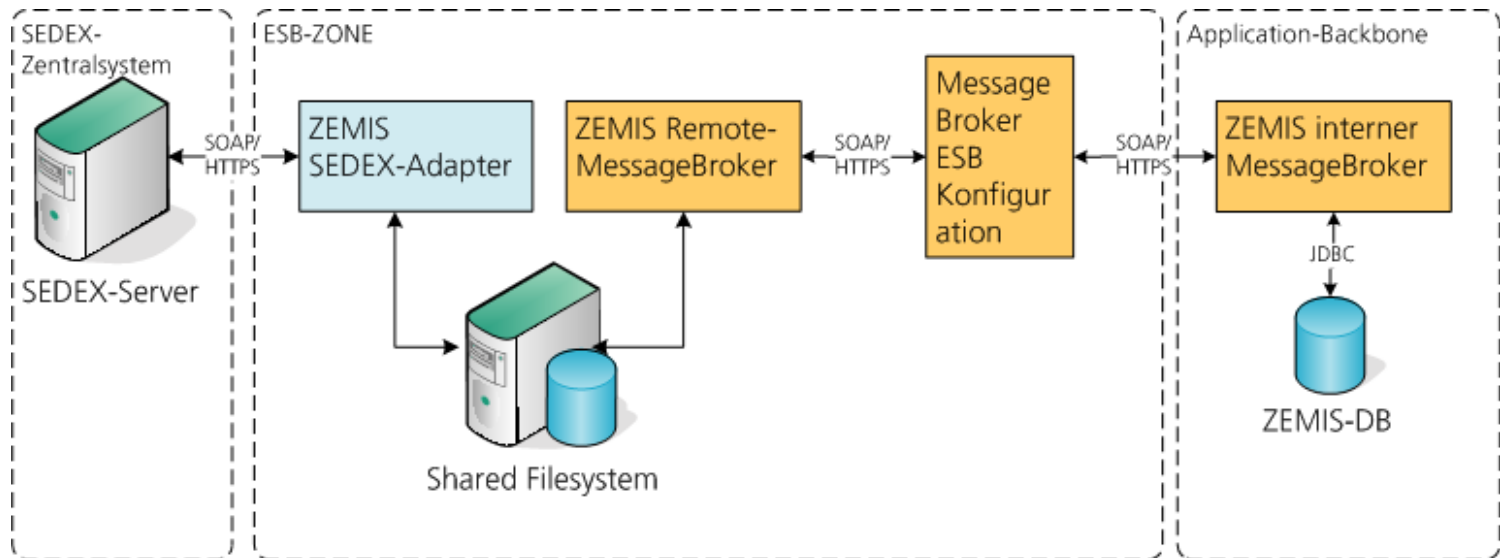 SEDEX-
Zentralsystem
SEDEX-Server
SOAP/
HTTPS
ESB-ZONE
ZEMIS
SEDEX-Adapter
ZEMIS Remote-
MessageBroker
Shared Filesystem
SOAP/
HTTPS
Message
Broker
ESB
Konfigur
ation
SOAP/
HTTPS
Application-Backbone
ZEMIS interner
MessageBroker
JDBC
ZEMIS-DB